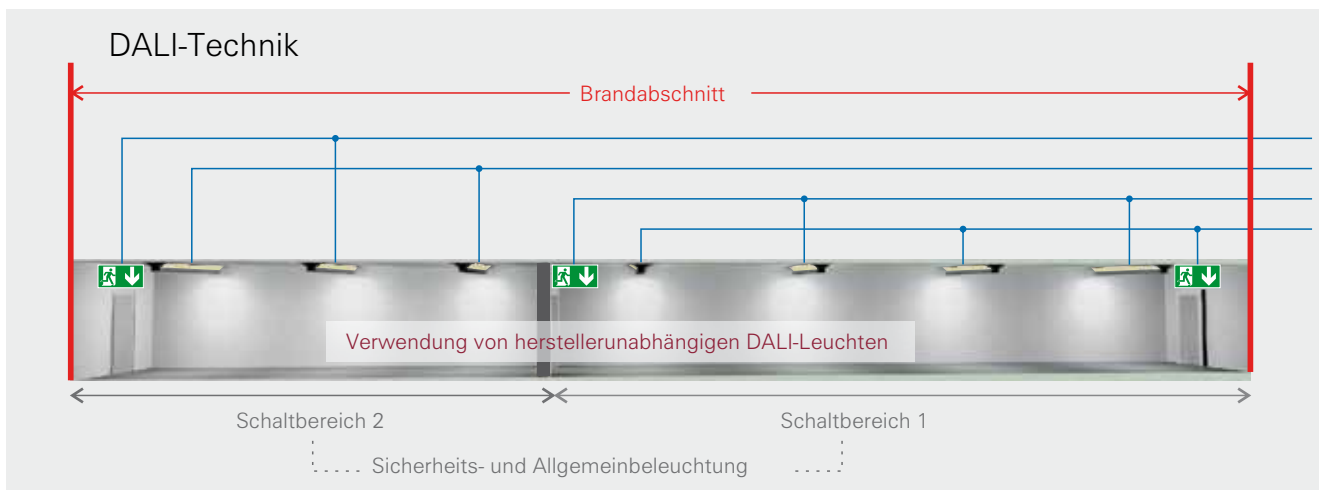 DALI-Technik
Brandabschnitt
Verwendung von herstellerunabhängigen DALI-Leuchten
Schaltbereich 2
Schaltbereich 1
Sicherheits- und Allgemeinbeleuchtung